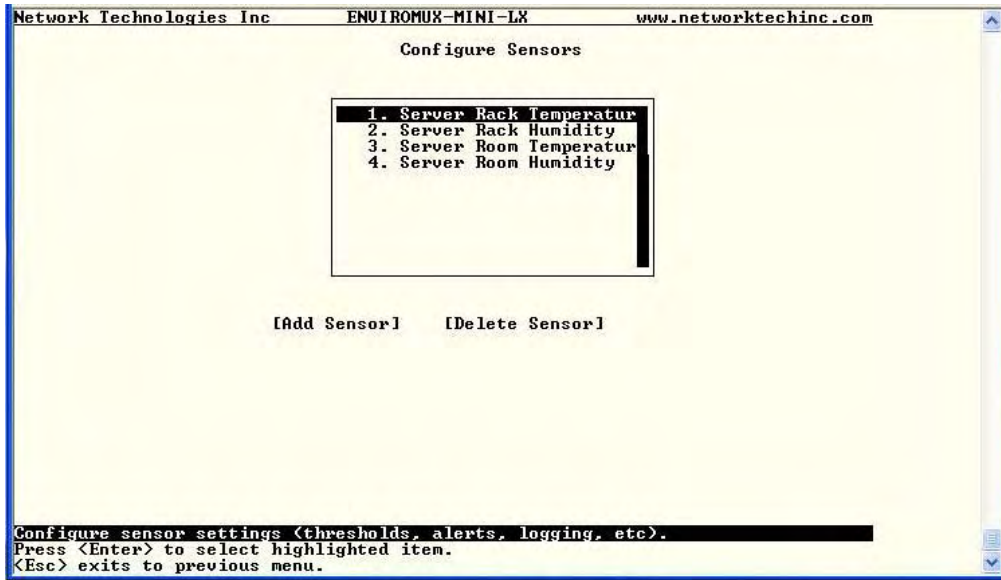 Network Technologies Inc ENVIROMUX-MINI-LX www.networktechinc.com
Configure Sensors
1. Server Rack Temperatur
2. Server Rack Humidity
3. Server Room Temperatur
4. Server Room Humidity
[Add Sensor] [Delete Sensor]
Configure sensor settings (thresholds, alerts, logging, etc).
Press <Enter> to select highlighted item.
<Esc> exits to previous menu.